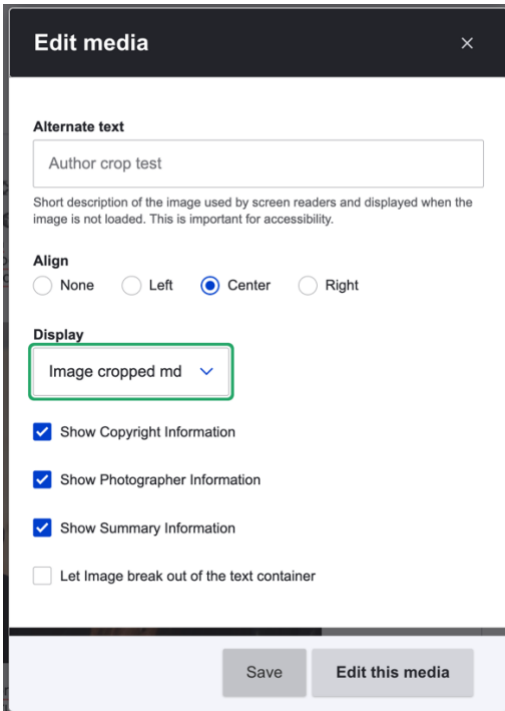 Edit media
Alternate text
Author crop test
Short description of the image used by screen readers and displayed when the
image is not loaded. This is important for accessibility.
Align
None Left Center Right
Display
Image cropped md
Show Copyright Information
Show Photographer Information
Show Summary Information
Let Image break out of the text container
Save Edit this media